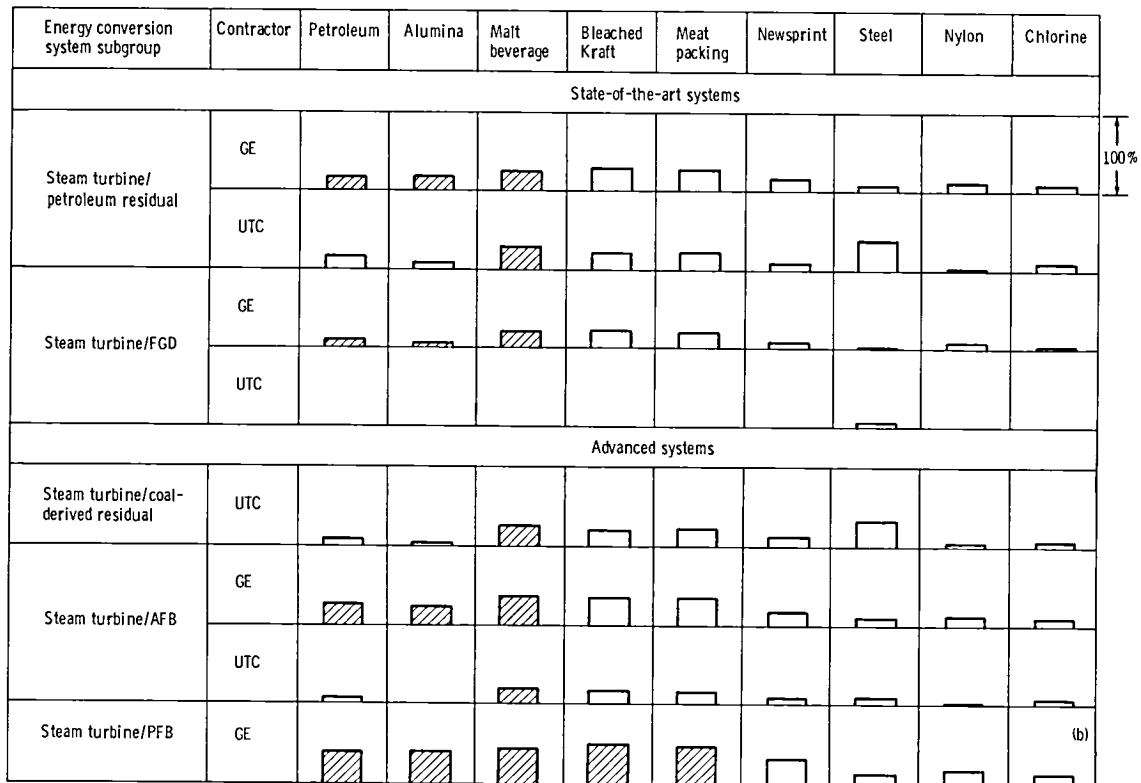 Energy conversion
system subgroup
Contractor
Petroleum
Alumina
Malt
beverage
Bleached
Kraft
Meat
packing
Newsprint
Steel
Nylon
Chlorine
State-of-the-art systems
Steam turbine/
petroleum residual
GE
100%
UTC
Steam turbine/FGD
GE
UTC
Advanced systems
Steam turbine/coal-
derived residual
UTC
Steam turbine/AFB
GE
UTC
Steam turbine/PFB
GE
(b)